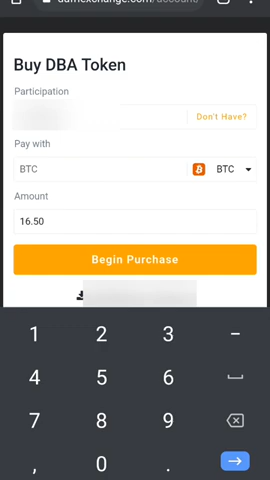 Buy DBA Token
Participation
Don't Have?
Pay with
BTC BTC
Amount
16.50
Begin Purchase
1 2 3 -
4 5 6
7 8 9
, 0 .